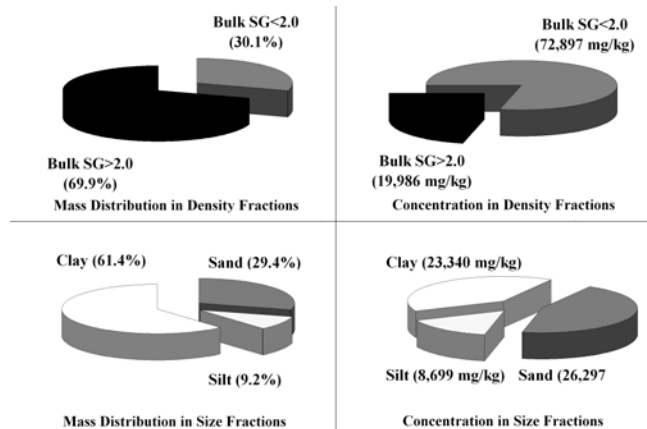 Bulk SG<2.0
(30.1%)
Bulk SG>2.0
(69.9%)
Mass Distribution in Density Fractions
Bulk SG<2.0
(72,897 mg/kg)
Bulk SG>2.0
(19,986 mg/kg)
Concentration in Density Fractions
Clay (61.4%)
Sand (29.4%)
Silt (9.2%)
Mass Distribution in Size Fractions
Clay (23,340 mg/kg)
Silt (8,699 mg/kg)
Sand (26,297
Concentration in Size Fractions